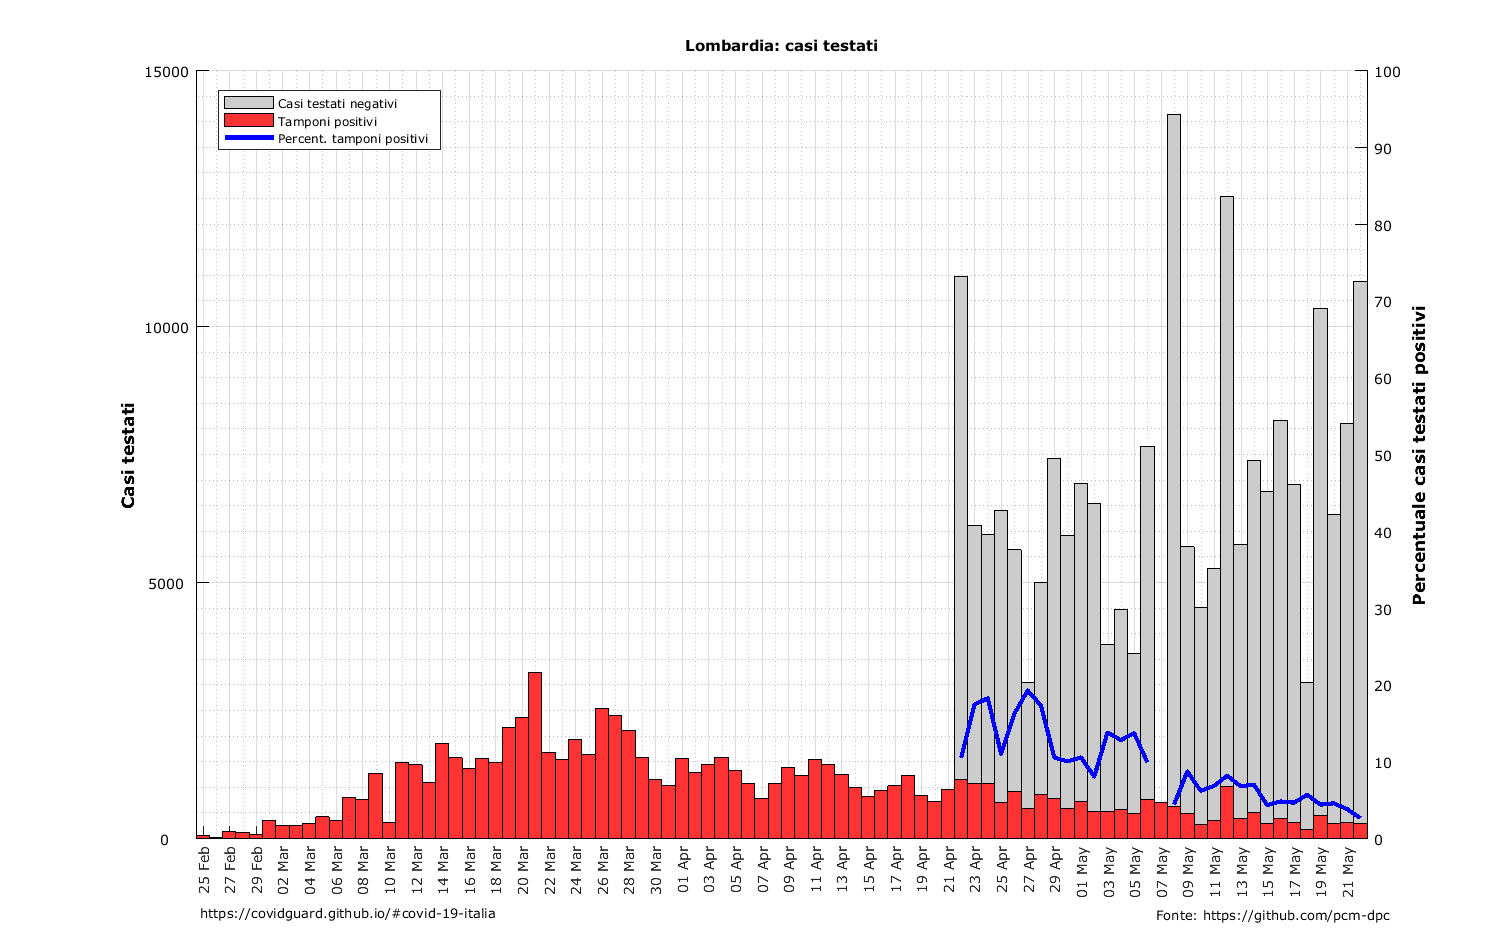 Lombardia: casi testati
15000
10000
5000
0
Casi testati
Casi testati negativi
Tamponi positivi
Percent. tamponi positivi
100
90
80
70
60
50
40
30
20
10
0
Percentuale casi testati positivi
25 Feb
27 Feb
29 Feb
02 Mar
04 Mar
06 Mar
08 Mar
10 Mar
12 Mar
14 Mar
16 Mar
18 Mar
20 Mar
22 Mar
24 Mar
26 Mar
28 Mar
30 Mar
01 Apr
03 Apr
05 Apr
07 Apr
09 Apr
11 Apr
13 Apr
15 Apr
17 Apr
19 Apr
21 Apr
23 Apr
25 Apr
27 Apr
29 Apr
01 May
03 May
05 May
07 May
09 May
11 May
13 May
15 May
17 May
19 May
21 May
https://covidguard.github.io/#covid-19-italia
Fonte: https://github.com/pcm-dpc